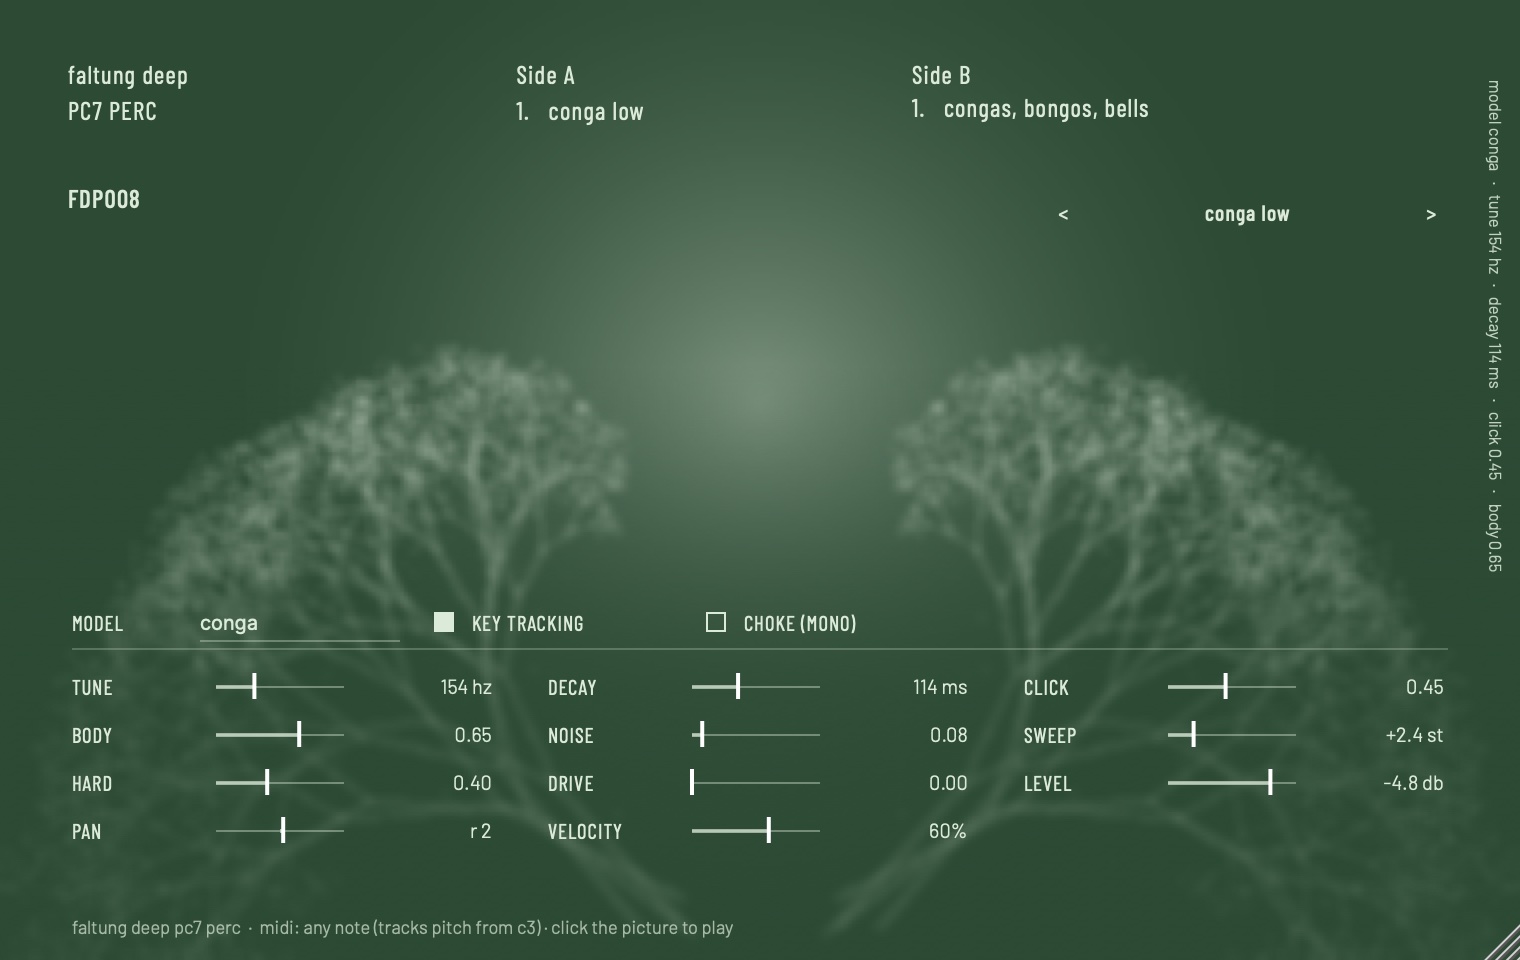 faltung deep
PC7 PERC
FDP008
Side A
1. conga low
Side B
1. congas, bongos, bells
< conga low >
model conga · tune 154 hz · decay 114 ms · click 0.45 · body 0.65
MODEL conga KEY TRACKING CHOKE (MONO)
TUNE 154 hz DECAY 114 ms CLICK 0.45
BODY 0.65 NOISE 0.08 SWEEP +2.4 st
HARD 0.40 DRIVE 0.00 LEVEL -4.8 db
PAN r 2 VELOCITY 60%
faltung deep pc7 perc · midi: any note (tracks pitch from c3) · click the picture to play